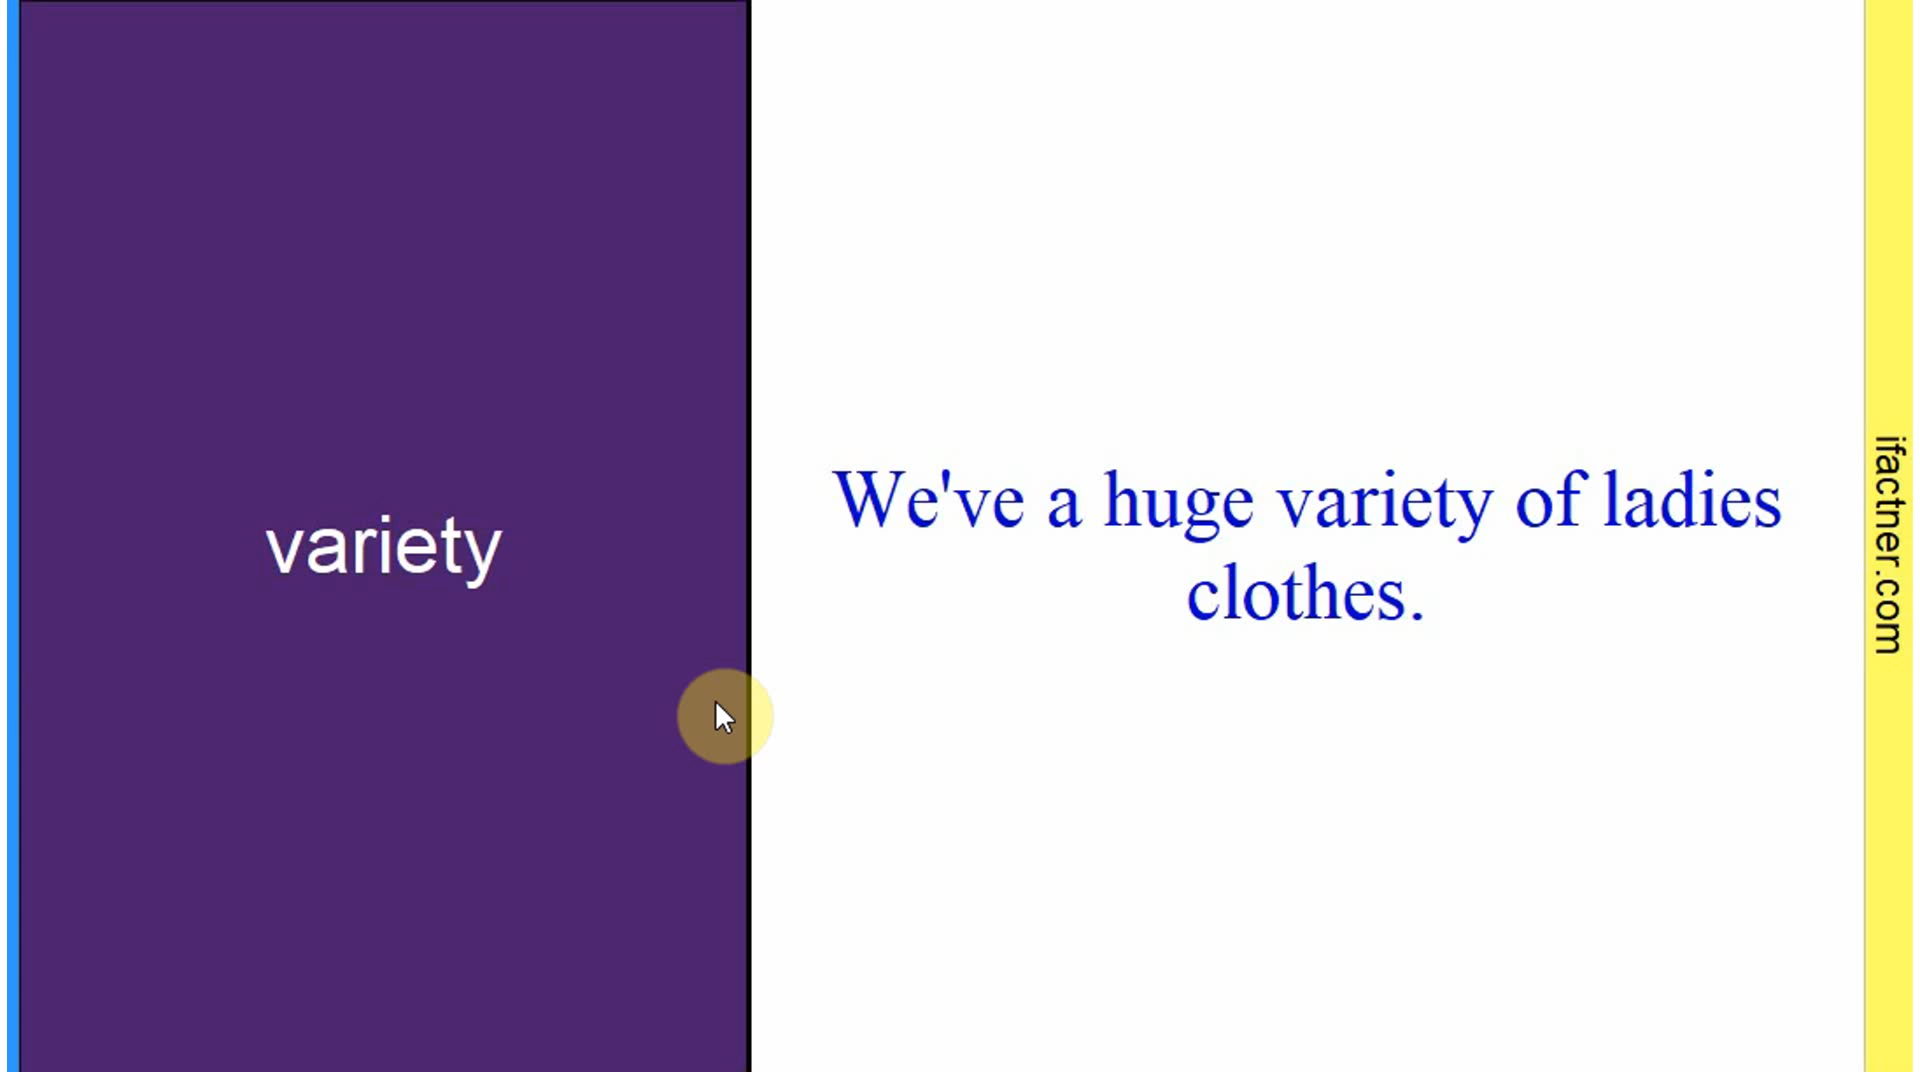 variety
We've a huge variety of ladies
clothes.
ifactner.com